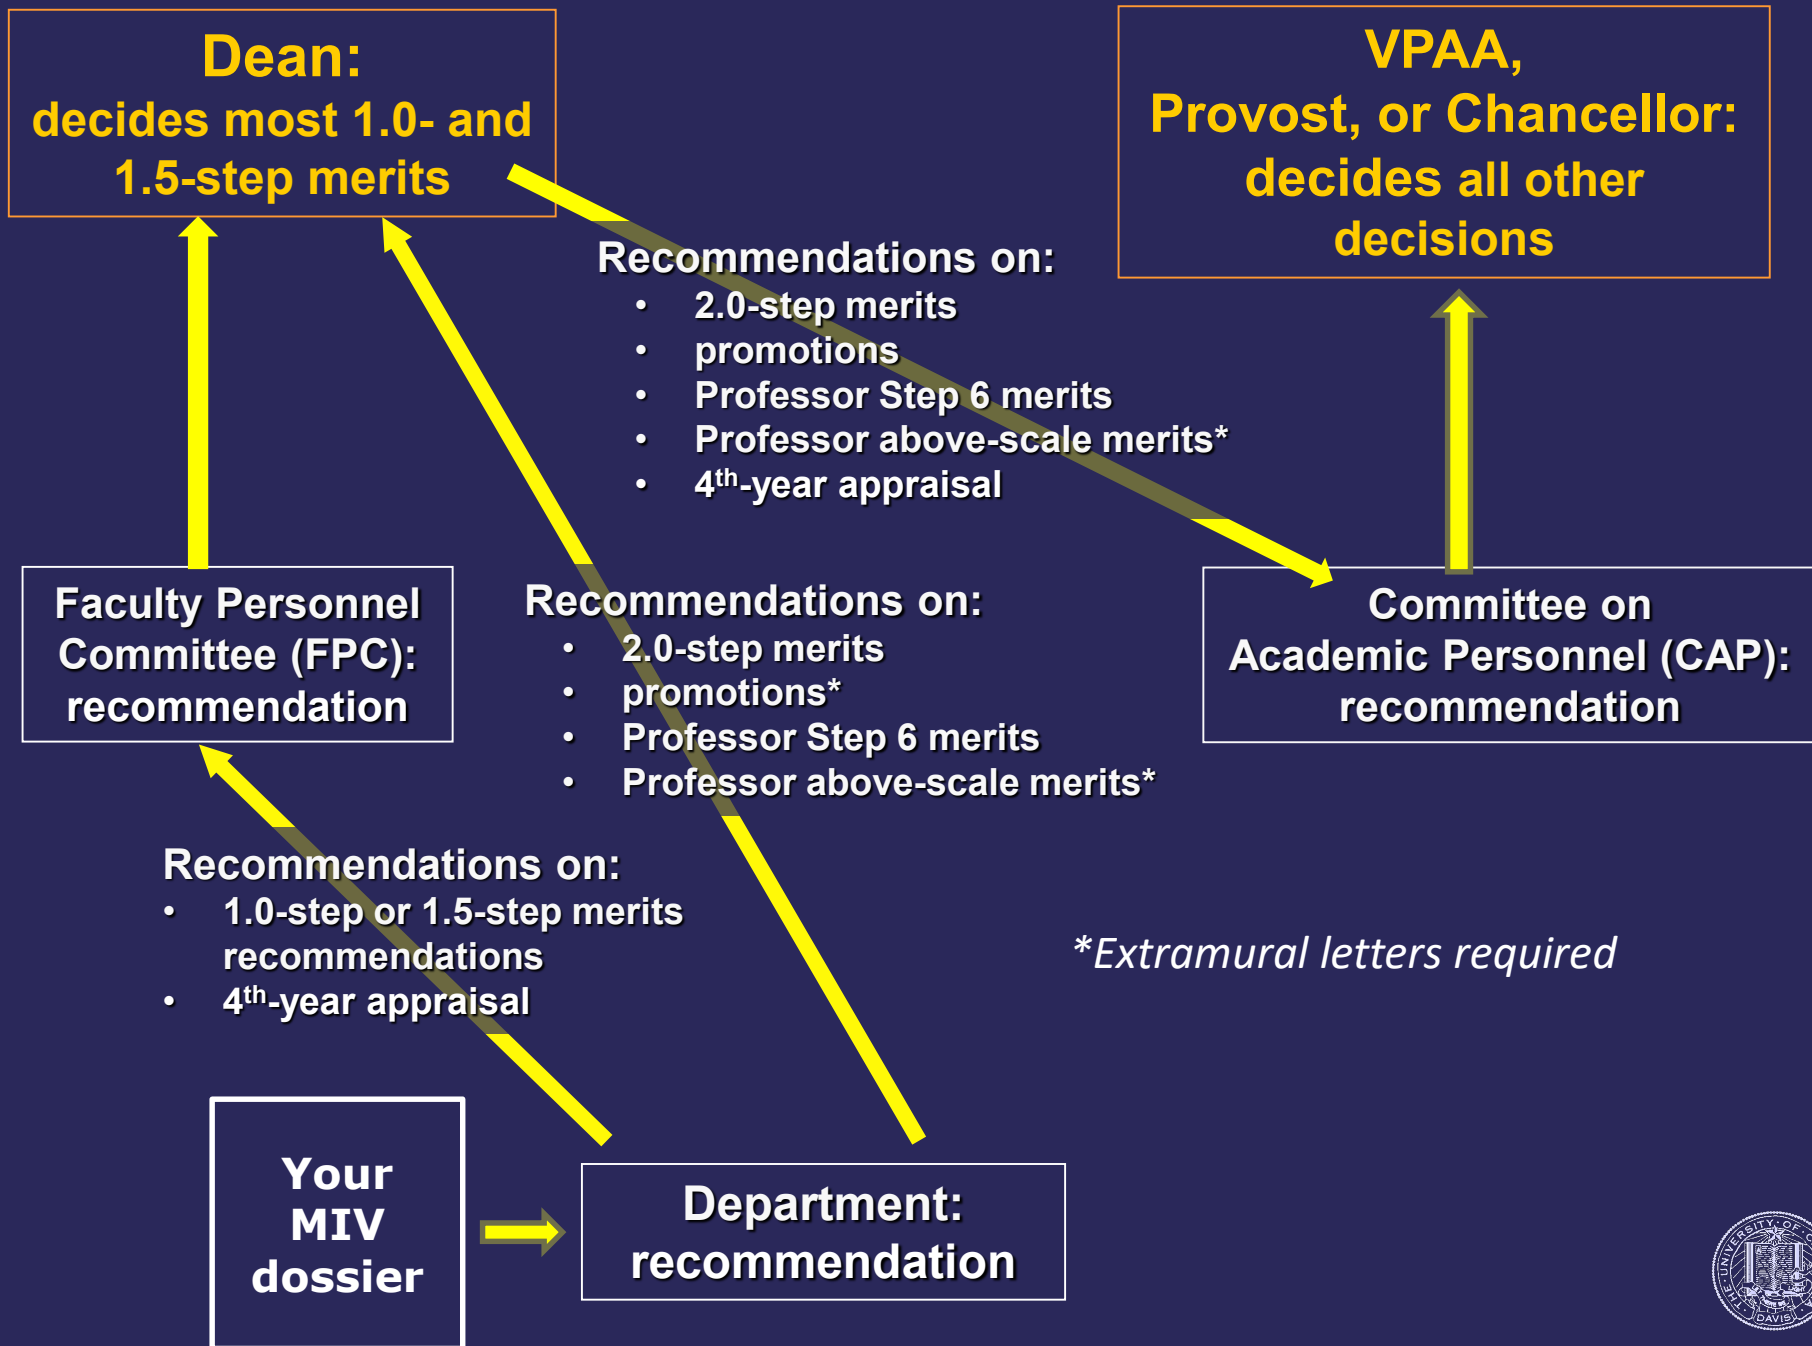 Dean:
decides most 1.0- and
1.5-step merits
VPAA,
Provost, or Chancellor:
decides all other
decisions
Recommendations on:
• 2.0-step merits
• promotions
• Professor Step 6 merits
• Professor above-scale merits*
• 4th-year appraisal
Faculty Personnel
Committee (FPC):
recommendation
Recommendations on:
• 2.0-step merits
• promotions*
• Professor Step 6 merits
• Professor above-scale merits*
Committee on
Academic Personnel (CAP):
recommendation
Recommendations on:
• 1.0-step or 1.5-step merits
recommendations
• 4th-year appraisal
*Extramural letters required
Your
MIV
dossier
Department:
recommendation
THE UNIVERSITY OF
DAVIS